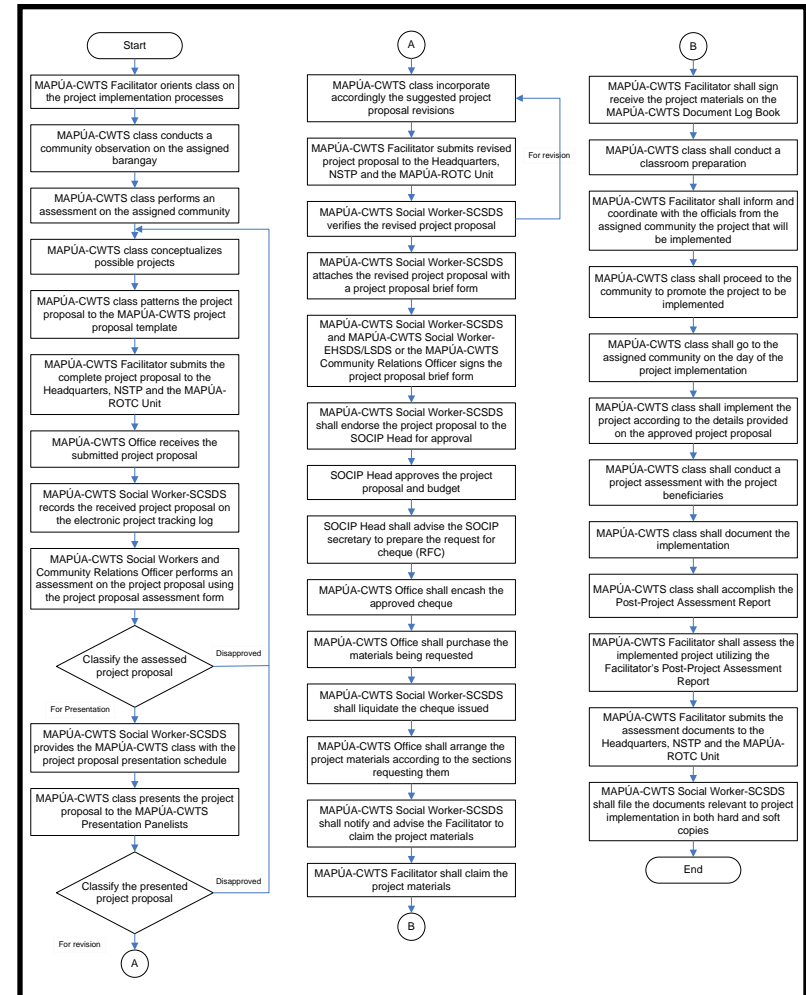 Start
MAPÚA-CWTS Facilitator orients class on
the project implementation processes
MAPÚA-CWTS class conducts a
community observation on the assigned
barangay
MAPÚA-CWTS class performs an
assessment on the assigned community
MAPÚA-CWTS class conceptualizes
possible projects
MAPÚA-CWTS class patterns the project
proposal to the MAPÚA-CWTS project
proposal template
MAPÚA-CWTS Facilitator submits the
complete project proposal to the
Headquarters, NSTP and the MAPÚA-
ROTC Unit
MAPÚA-CWTS Office receives the
submitted project proposal
MAPÚA-CWTS Social Worker-SCSDS
records the received project proposal on
the electronic project tracking log
MAPÚA-CWTS Social Workers and
Community Relations Officer performs an
assessment on the project proposal using
the project proposal assessment form
Classify the assessed
project proposal
Disapproved
For Presentation
MAPÚA-CWTS Social Worker-SCSDS
provides the MAPÚA-CWTS class with the
project proposal presentation schedule
MAPÚA-CWTS class presents the project
proposal to the MAPÚA-CWTS
Presentation Panelists
Classify the presented
project proposal
Disapproved
For revision
A
A
MAPÚA-CWTS class incorporate
accordingly the suggested project
proposal revisions
For revision
MAPÚA-CWTS Facilitator submits revised
project proposal to the Headquarters,
NSTP and the MAPÚA-ROTC Unit
MAPÚA-CWTS Social Worker-SCSDS
verifies the revised project proposal
MAPÚA-CWTS Social Worker-SCSDS
attaches the revised project proposal with
a project proposal brief form
MAPÚA-CWTS Social Worker-SCSDS
and MAPÚA-CWTS Social Worker-
EHSDS/LSDS or the MAPÚA-CWTS
Community Relations Officer signs the
project proposal brief form
MAPÚA-CWTS Social Worker-SCSDS
shall endorse the project proposal to the
SOCIP Head for approval
SOCIP Head approves the project
proposal and budget
SOCIP Head shall advise the SOCIP
secretary to prepare the request for
cheque (RFC)
MAPÚA-CWTS Office shall encash the
approved cheque
MAPÚA-CWTS Office shall purchase the
materials being requested
MAPÚA-CWTS Social Worker-SCSDS
shall liquidate the cheque issued
MAPÚA-CWTS Office shall arrange the
project materials according to the sections
requesting them
MAPÚA-CWTS Social Worker-SCSDS
shall notify and advise the Facilitator to
claim the project materials
MAPÚA-CWTS Facilitator shall claim the
project materials
B
B
MAPÚA-CWTS Facilitator shall sign
receive the project materials on the
MAPÚA-CWTS Document Log Book
MAPÚA-CWTS class shall conduct a
classroom preparation
MAPÚA-CWTS Facilitator shall inform and
coordinate with the officials from the
assigned community the project that will
be implemented
MAPÚA-CWTS class shall proceed to the
community to promote the project to be
implemented
MAPÚA-CWTS class shall go to the
assigned community on the day of the
project implementation
MAPÚA-CWTS class shall implement the
project according to the details provided
on the approved project proposal
MAPÚA-CWTS class shall conduct a
project assessment with the project
beneficiaries
MAPÚA-CWTS class shall document the
implementation
MAPÚA-CWTS class shall accomplish the
Post-Project Assessment Report
MAPÚA-CWTS Facilitator shall assess the
implemented project utilizing the
Facilitator's Post-Project Assessment
Report
MAPÚA-CWTS Facilitator submits the
assessment documents to the
Headquarters, NSTP and the MAPÚA-
ROTC Unit
MAPÚA-CWTS Social Worker-SCSDS
shall file the documents relevant to project
implementation in both hard and soft
copies
End